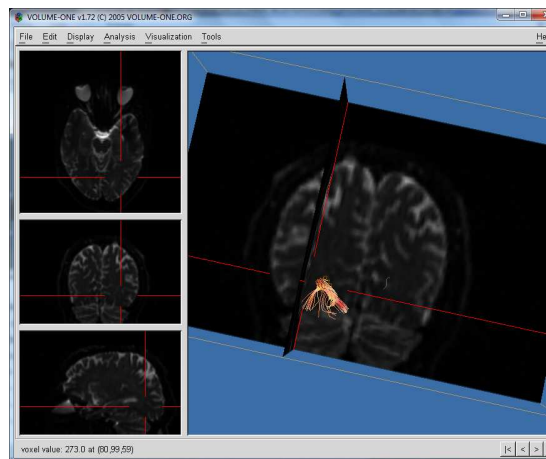 VOLUME-ONE v1.72 (C) 2005 VOLUME-ONE.ORG
File Edit Display Analysis Visualization Tools He
voxel value: 273.0 at (80,99,59)
|< < >